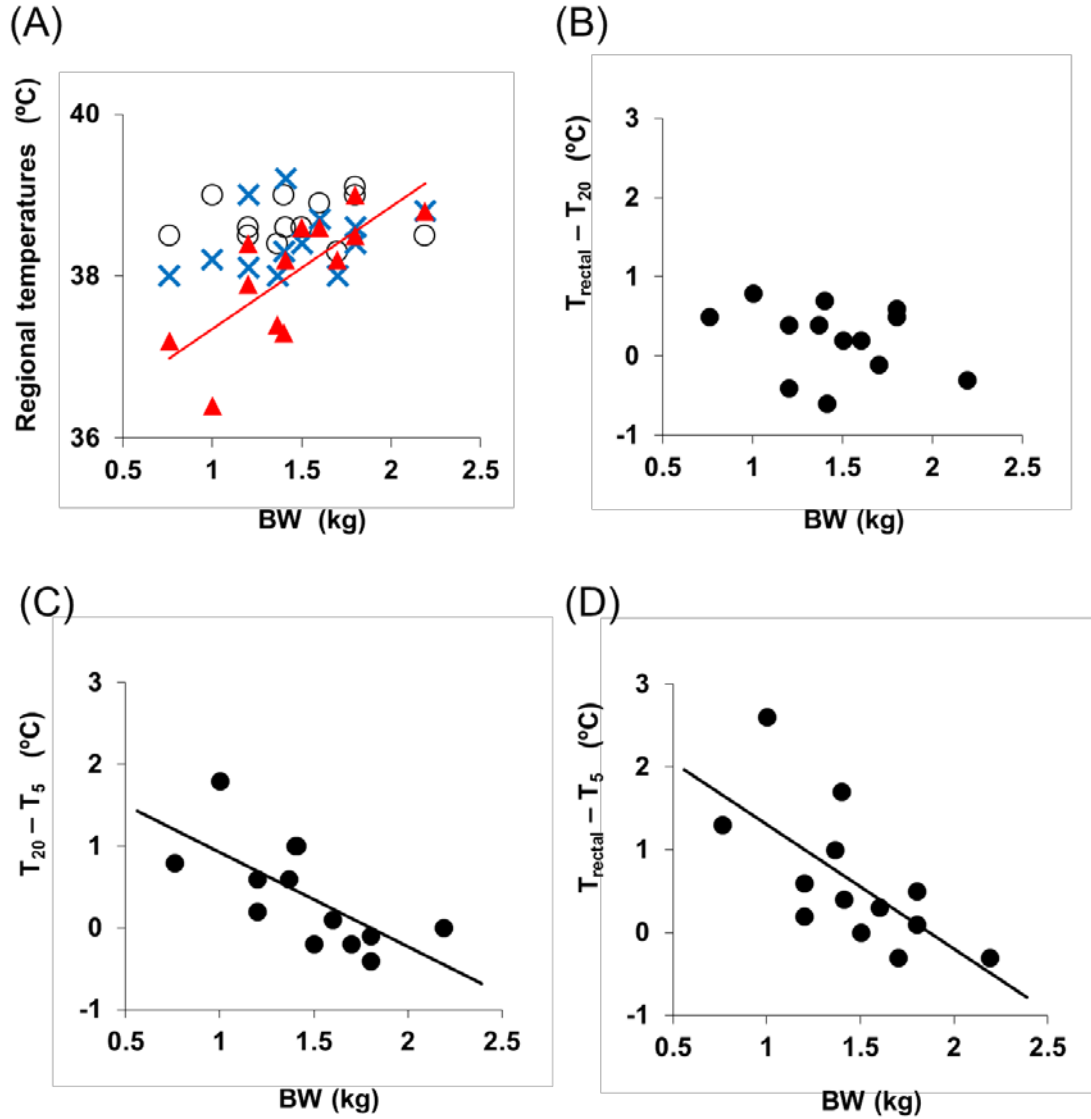 (A)
Regional temperatures (ºC)
40
38
36
0.5 1 1.5 2 2.5
BW (kg)
(B)
Trectal – T20 (ºC)
3
2
1
0
-1
0.5 1 1.5 2 2.5
BW (kg)
(C)
T20 – T5 (ºC)
3
2
1
0
-1
0.5 1 1.5 2 2.5
BW (kg)
(D)
Trectal – T5 (ºC)
3
2
1
0
-1
0.5 1 1.5 2 2.5
BW (kg)